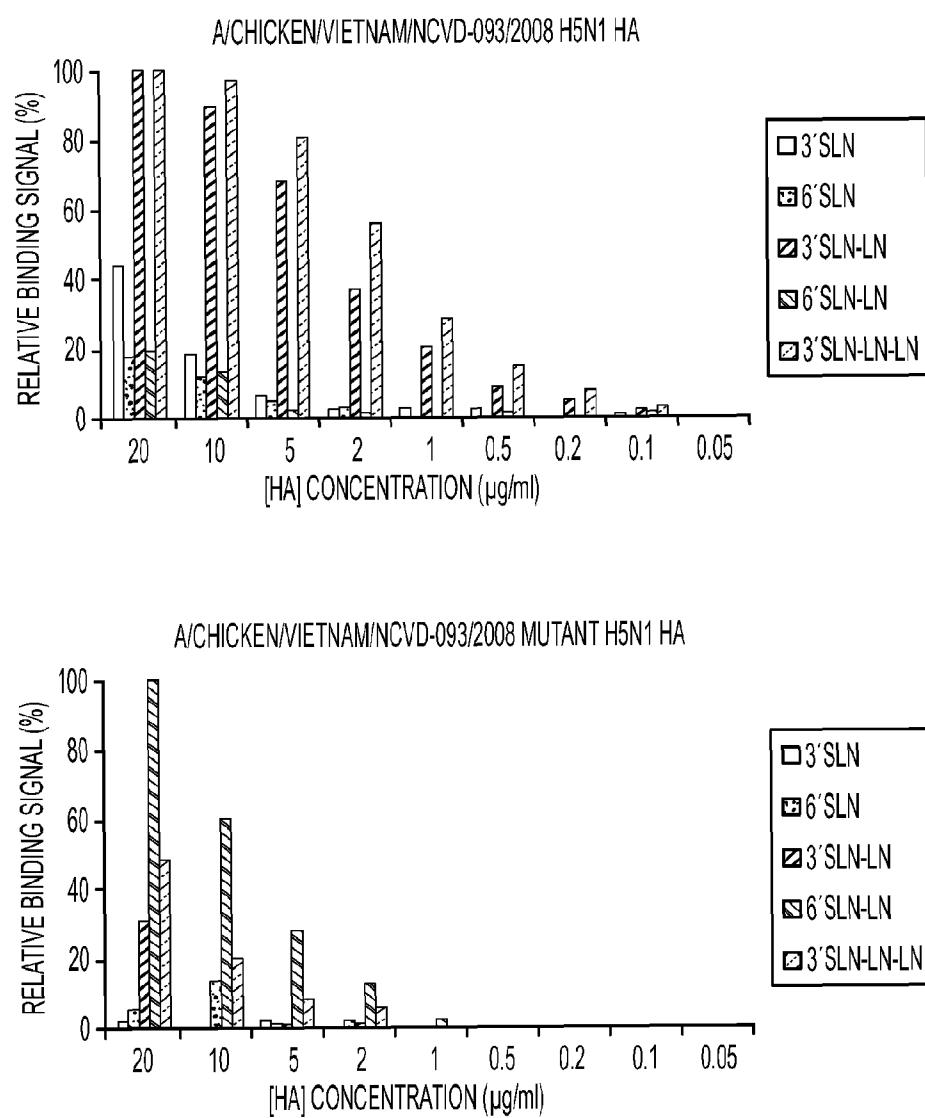 A/CHICKEN/VIETNAM/NCVD-093/2008 H5N1 HA
RELATIVE BINDING SIGNAL (%)
100
80
60
40
20
0
20 10 5 2 1 0.5 0.2 0.1 0.05
[HA] CONCENTRATION (µg/ml)
3´SLN
6´SLN
3´SLN-LN
6´SLN-LN
3´SLN-LN-LN
A/CHICKEN/VIETNAM/NCVD-093/2008 MUTANT H5N1 HA
RELATIVE BINDING SIGNAL (%)
100
80
60
40
20
0
20 10 5 2 1 0.5 0.2 0.1 0.05
[HA] CONCENTRATION (µg/ml)
3´SLN
6´SLN
3´SLN-LN
6´SLN-LN
3´SLN-LN-LN